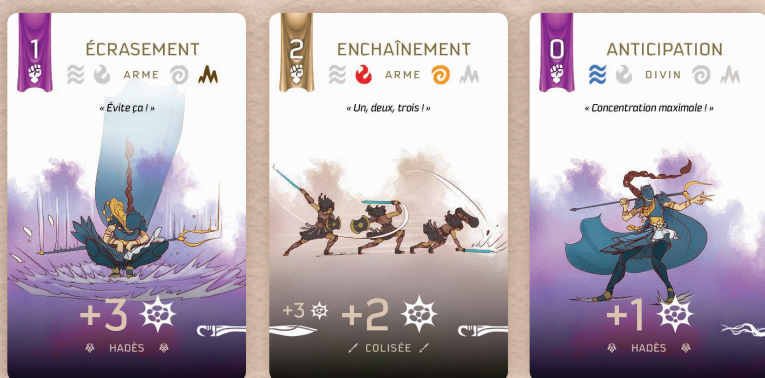 1
ÉCRASEMENT
ARME
« Évite ça ! »
+3
HADÈS
2
ENCHAÎNEMENT
ARME
« Un, deux, trois ! »
+3 +2
COLISÉE
0
ANTICIPATION
DIVIN
« Concentration maximale ! »
+1
HADÈS